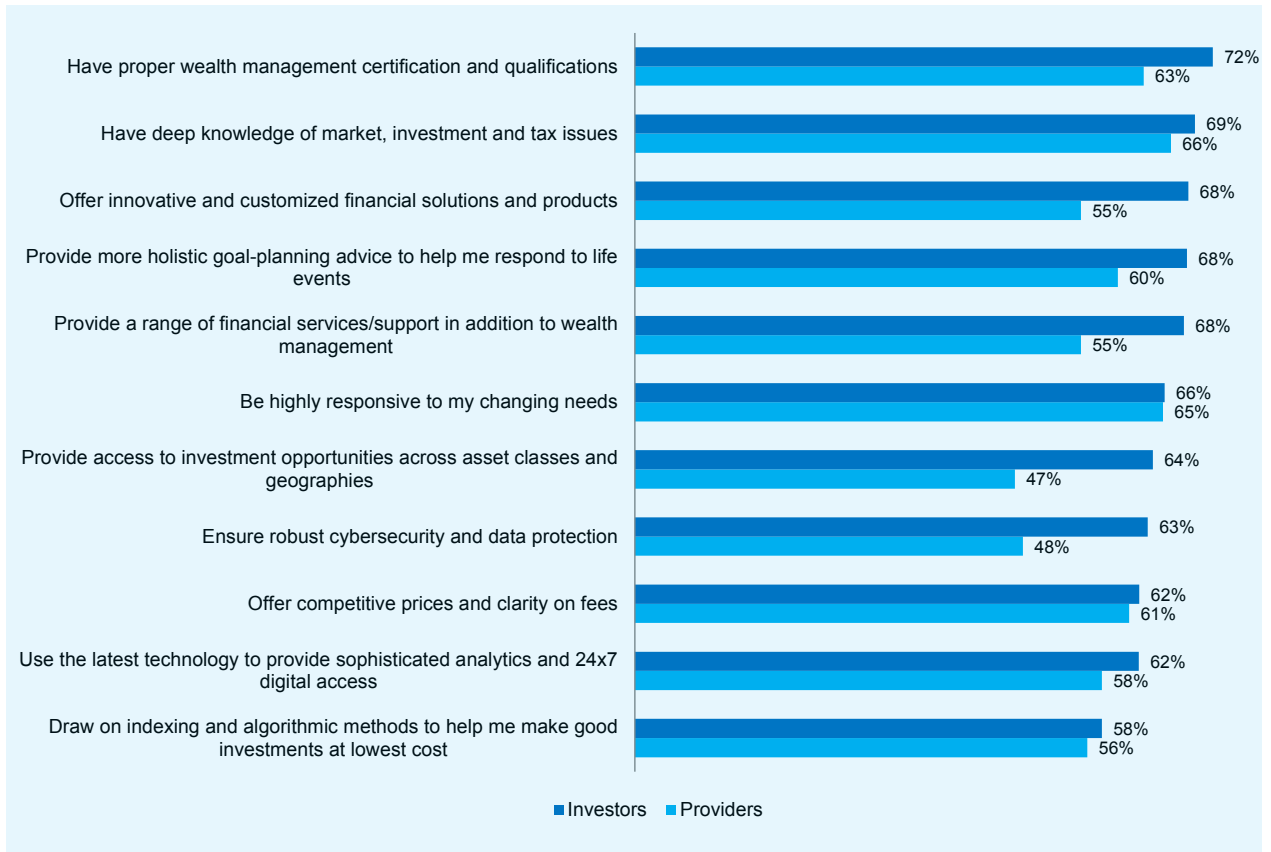 Have proper wealth management certification and qualifications
72%
63%
Have deep knowledge of market, investment and tax issues
69%
66%
Offer innovative and customized financial solutions and products
68%
55%
Provide more holistic goal-planning advice to help me respond to life
events
68%
60%
Provide a range of financial services/support in addition to wealth
management
68%
55%
Be highly responsive to my changing needs
66%
65%
Provide access to investment opportunities across asset classes and
geographies
64%
47%
Ensure robust cybersecurity and data protection
63%
48%
Offer competitive prices and clarity on fees
62%
61%
Use the latest technology to provide sophisticated analytics and 24x7
digital access
62%
58%
Draw on indexing and algorithmic methods to help me make good
investments at lowest cost
58%
56%
Investors Providers